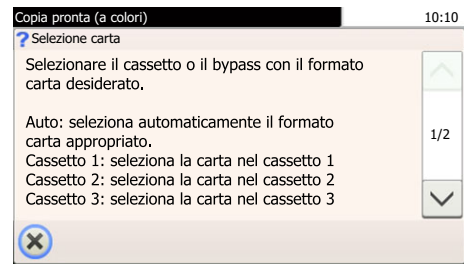 Copia pronta (a colori) 10:10
? Selezione carta
Selezionare il cassetto o il bypass con il formato
carta desiderato.
Auto: seleziona automaticamente il formato
carta appropriato.
1/2
Cassetto 1: seleziona la carta nel cassetto 1
Cassetto 2: seleziona la carta nel cassetto 2
Cassetto 3: seleziona la carta nel cassetto 3